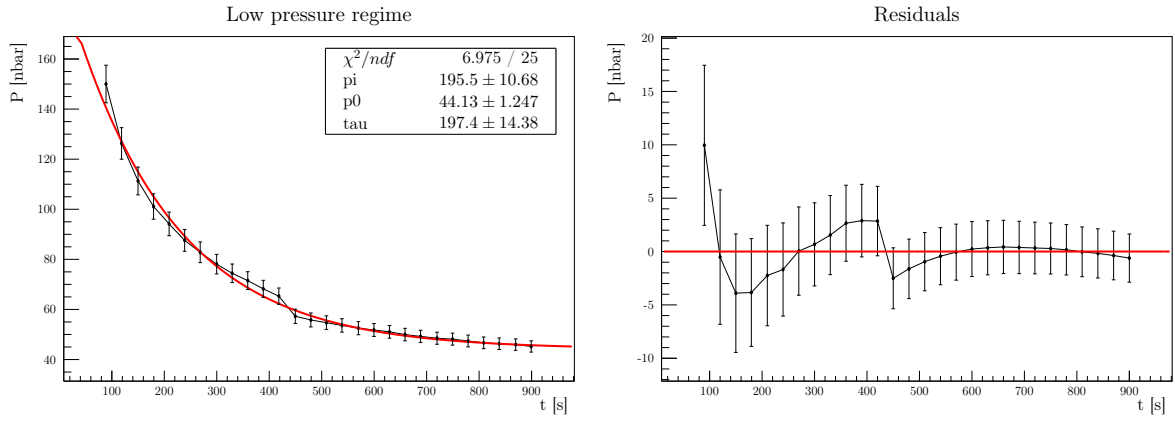 Low pressure regime
P [nbar]
160
140
120
100
80
60
40
100 200 300 400 500 600 700 800 900
t [s]
χ²/ndf 6.975 / 25
pi 195.5 ± 10.68
p0 44.13 ± 1.247
tau 197.4 ± 14.38
Residuals
P [nbar]
20
15
10
5
0
-5
-10
100 200 300 400 500 600 700 800 900
t [s]